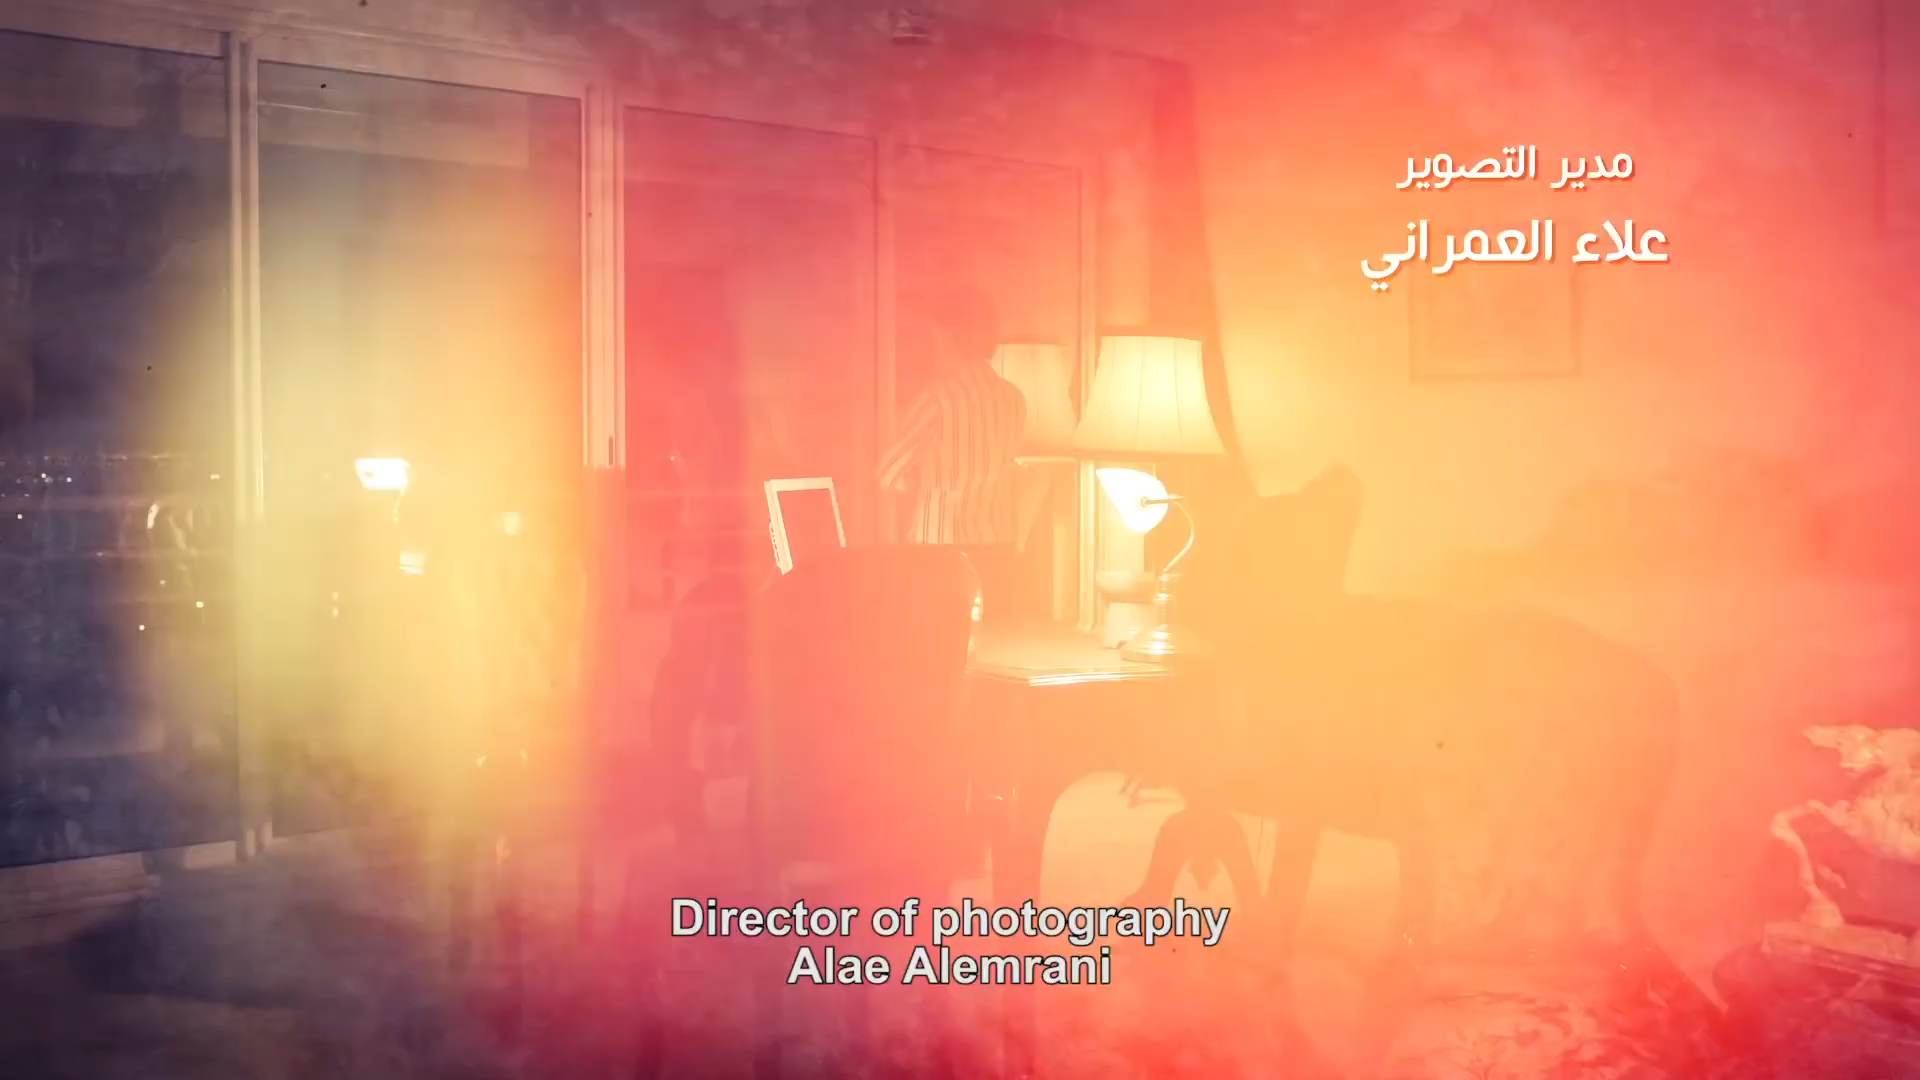 مدير التصوير
علاء العمراني
Director of photography
Alae Alemrani